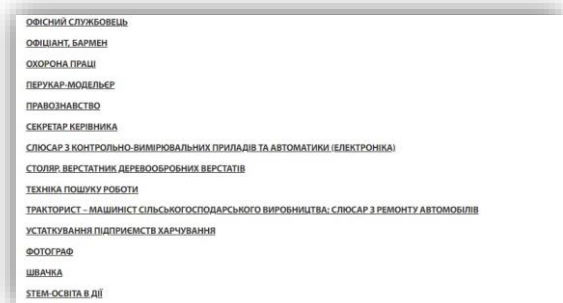 ОФІСНИЙ СЛУЖБОВЕЦЬ
ОФІЦІАНТ, БАРМЕН
ОХОРОНА ПРАЦІ
ПЕРУКАР-МОДЕЛЬЄР
ПРАВОЗНАВСТВО
СЕКРЕТАР КЕРІВНИКА
СЛЮСАР З КОНТРОЛЬНО-ВИМІРЮВАЛЬНИХ ПРИЛАДІВ ТА АВТОМАТИКИ (ЕЛЕКТРОНІКА)
СТОЛЯР, ВЕРСТАТНИК ДЕРЕВООБРОБНИХ ВЕРСТАТІВ
ТЕХНІКА ПОШУКУ РОБОТИ
ТРАКТОРИСТ – МАШИНІСТ СІЛЬСЬКОГОСПОДАРСЬКОГО ВИРОБНИЦТВА; СЛЮСАР З РЕМОНТУ АВТОМОБІЛІВ
УСТАТКУВАННЯ ПІДПРИЄМСТВ ХАРЧУВАННЯ
ФОТОГРАФ
ШВАЧКА
STEM-ОСВІТА В ДІЇ